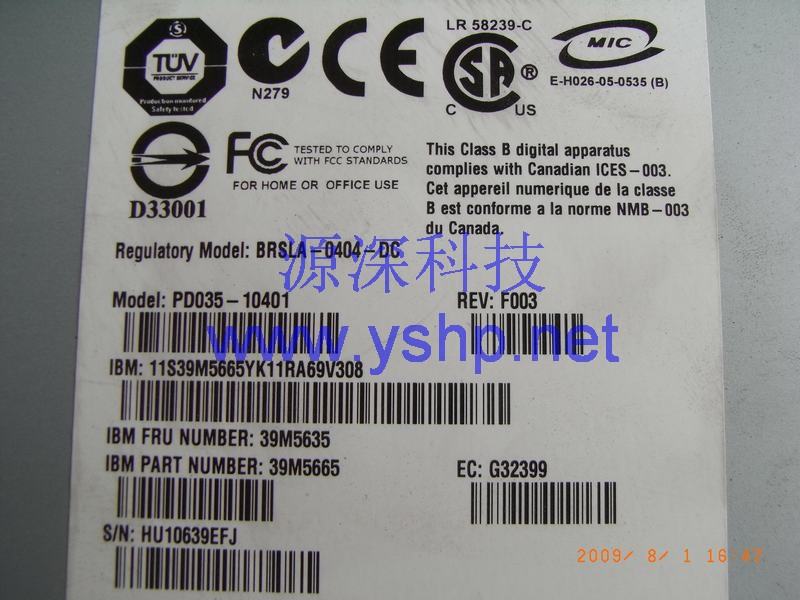 TÜV
PRODUCT SERVICE
Production monitored
Safety tested
N279
CE
LR 58239-C
SA ®
C US
MIC
E-H026-05-0535 (B)
D33001
FC TESTED TO COMPLY
WITH FCC STANDARDS
FOR HOME OR OFFICE USE
This Class B digital apparatus
complies with Canadian ICES-003.
Cet appareil numerique de la classe
B est conforme a la norme NMB-003
du Canada.
Regulatory Model: BRSLA-0404-DC
源深科技
Model: PD035-10401
REV: F003
www.yshp.net
IBM: 11S39M5665YK11RA69V308
IBM FRU NUMBER: 39M5635
IBM PART NUMBER: 39M5665
EC: G32399
S/N: HU10639EFJ
2009/ 8/ 1 16:47